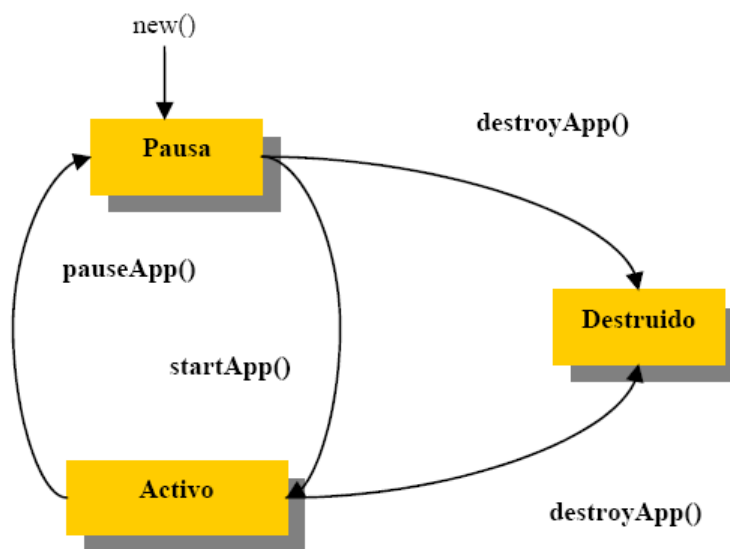 new()
Pausa
destroyApp()
pauseApp()
Destruido
startApp()
Activo
destroyApp()